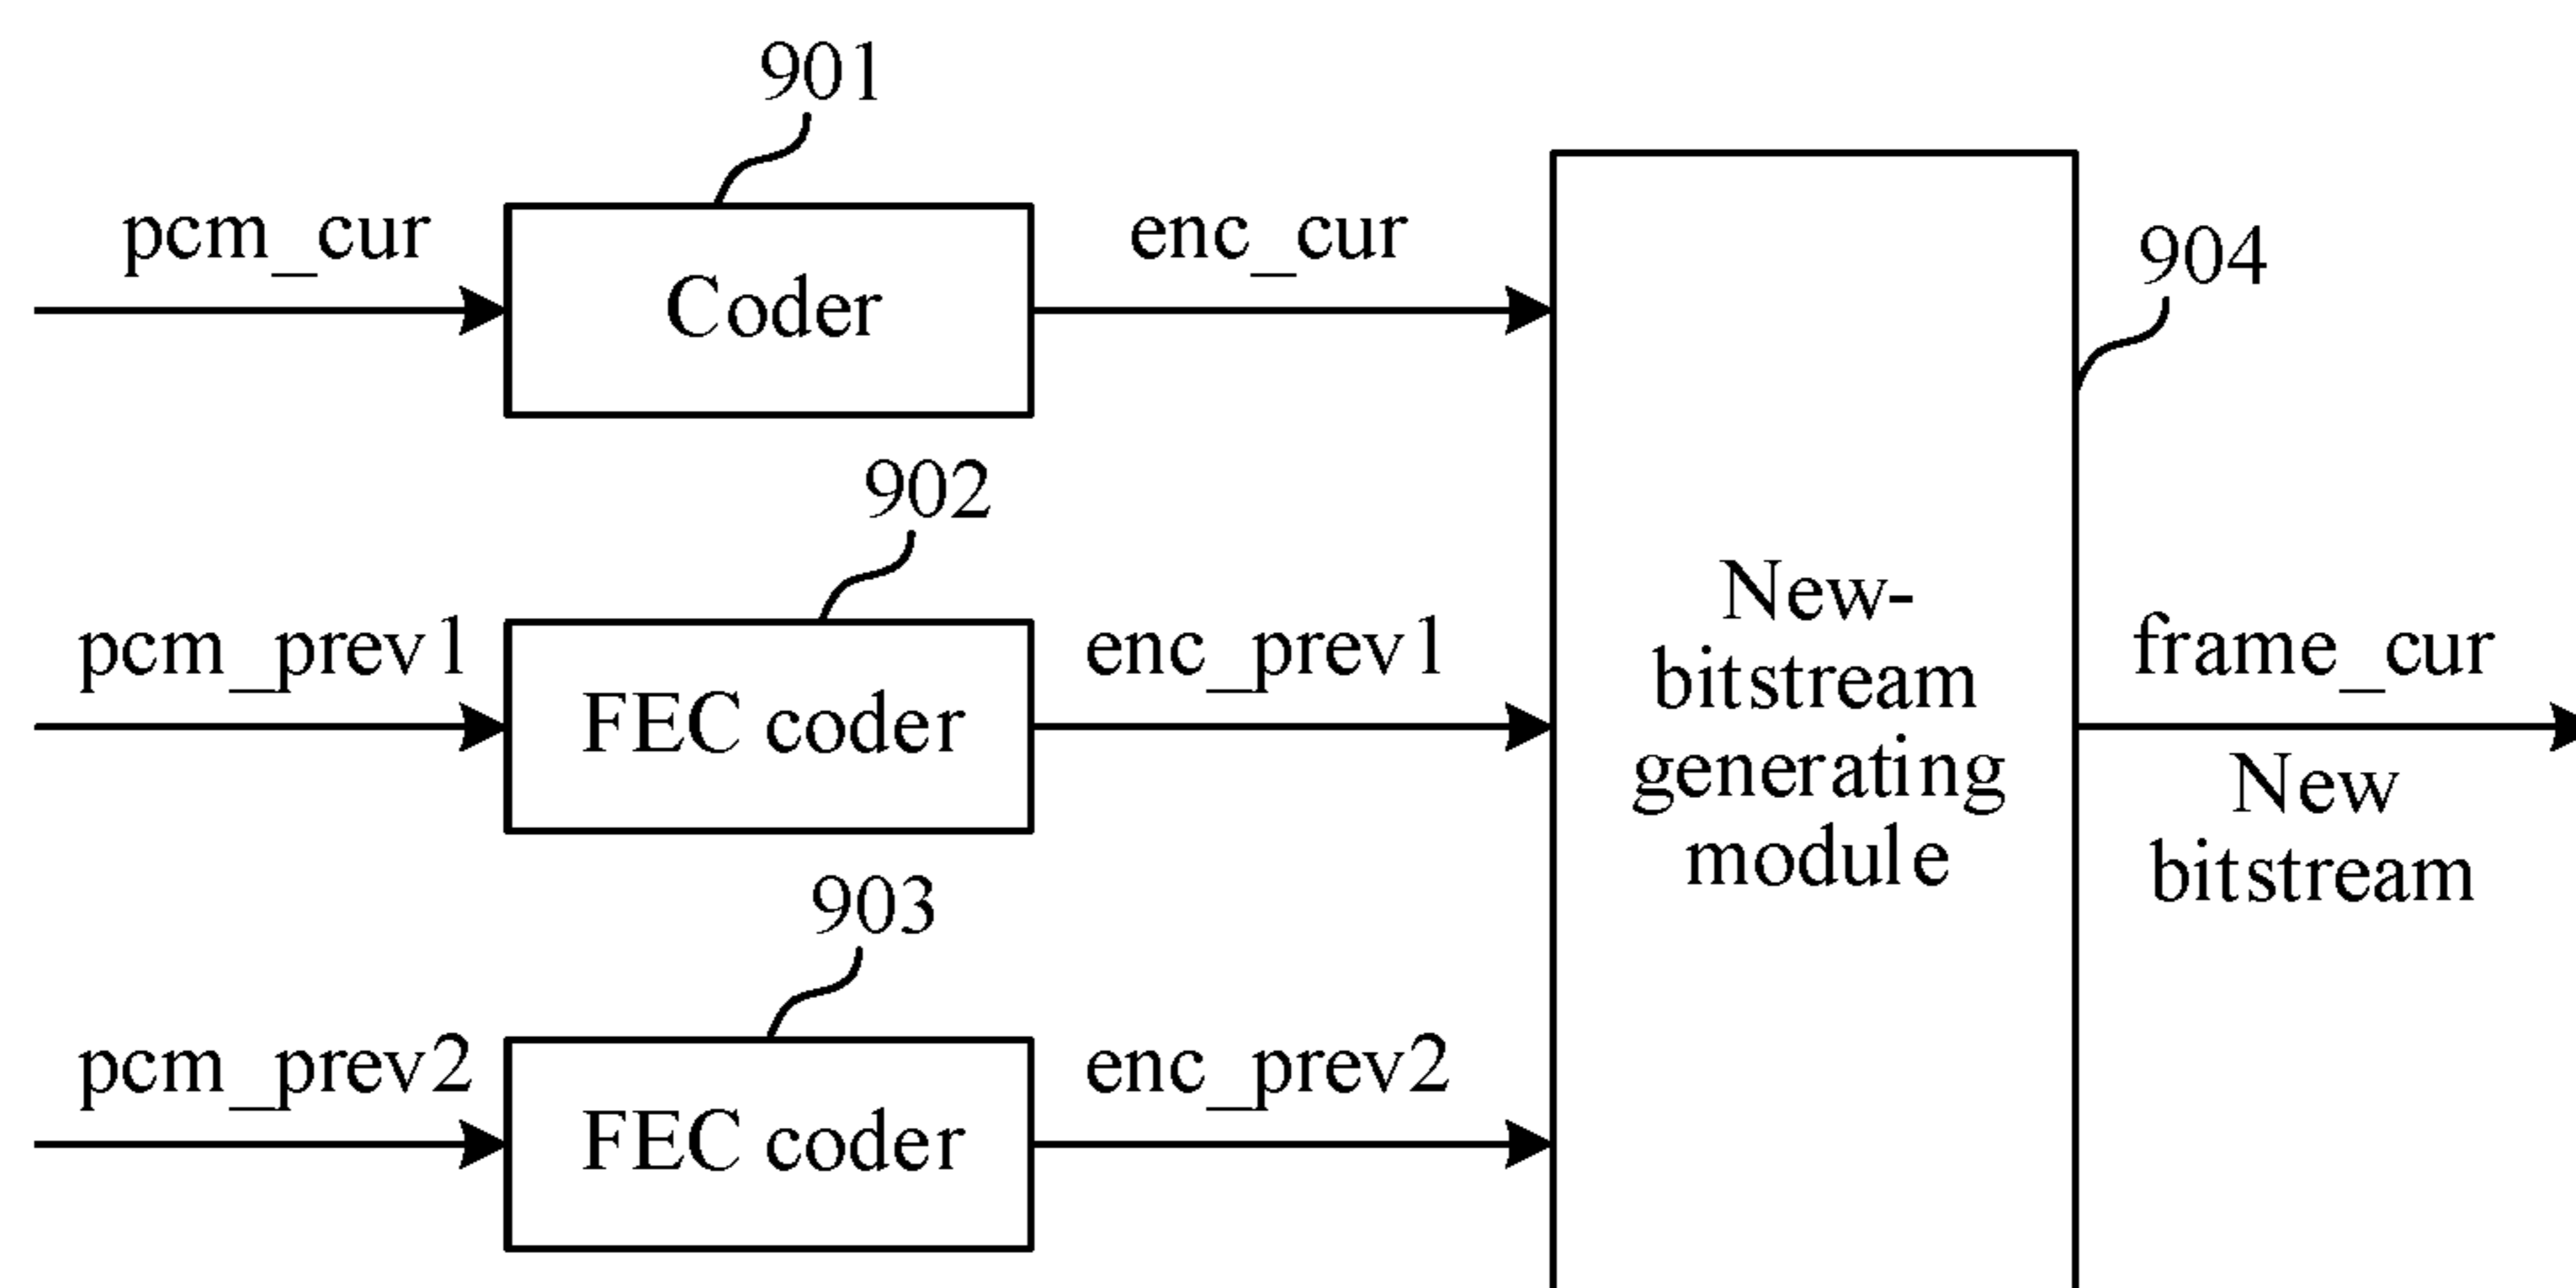 901
pcm_cur
Coder
enc_cur
904
902
pcm_prev1
FEC coder
enc_prev1
New-
bitstream
generating
module
frame_cur
New
bitstream
903
pcm_prev2
FEC coder
enc_prev2